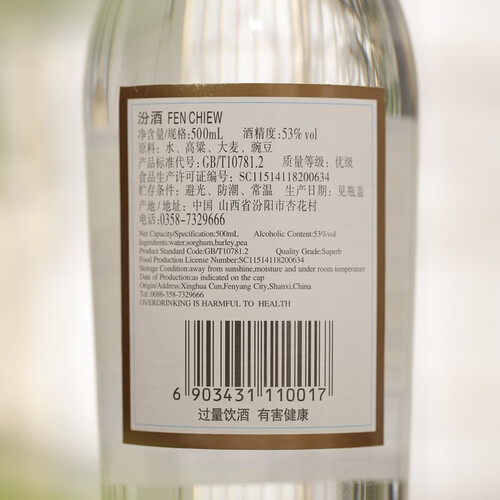 汾酒 FEN CHIEW
净含量/规格:500mL 酒精度:53% vol
原料: 水、高粱、大麦、豌豆
产品标准代号: GB/T10781.2 质量等级: 优级
食品生产许可证编号: SC11514118200634
贮存条件: 避光、防潮、常温 生产日期: 见瓶盖
产地/地址: 中国 山西省汾阳市杏花村
电话:0358-7329666
Net Capacity/Specification:500mL Alcoholic Content:53%vol
Ingredients:water,sorghum,barley,pea
Product Standard Code:GB/T10781.2 Quality Grade:Superb
Food Production License Number:SC11514118200634
Storage Condition:away from sunshine,moisture and under room temperature
Date of Production:as indicated on the cap
Origin/Address:Xinghua Cun,Fenyang City,Shanxi,China
Tel:0086-358-7329666
OVERDRINKING IS HARMFUL TO HEALTH
6 903431 110017
过量饮酒 有害健康